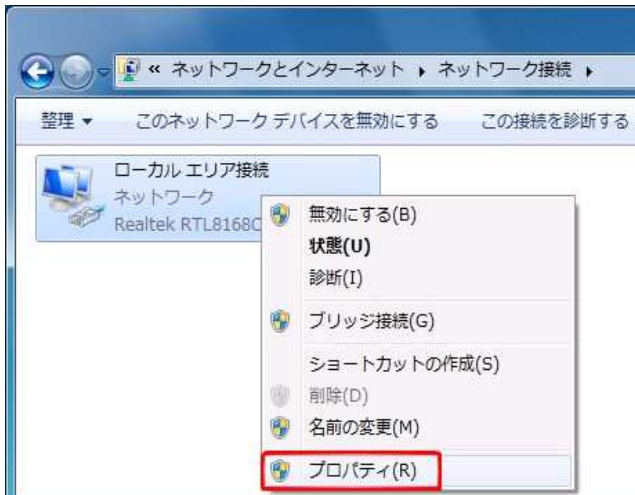 « ネットワークとインターネット ▸ ネットワーク接続 ▸
整理 ▼ このネットワーク デバイスを無効にする この接続を診断する
ローカル エリア接続
ネットワーク
Realtek RTL8168C
無効にする(B)
状態(U)
診断(I)
ブリッジ接続(G)
ショートカットの作成(S)
削除(D)
名前の変更(M)
プロパティ(R)